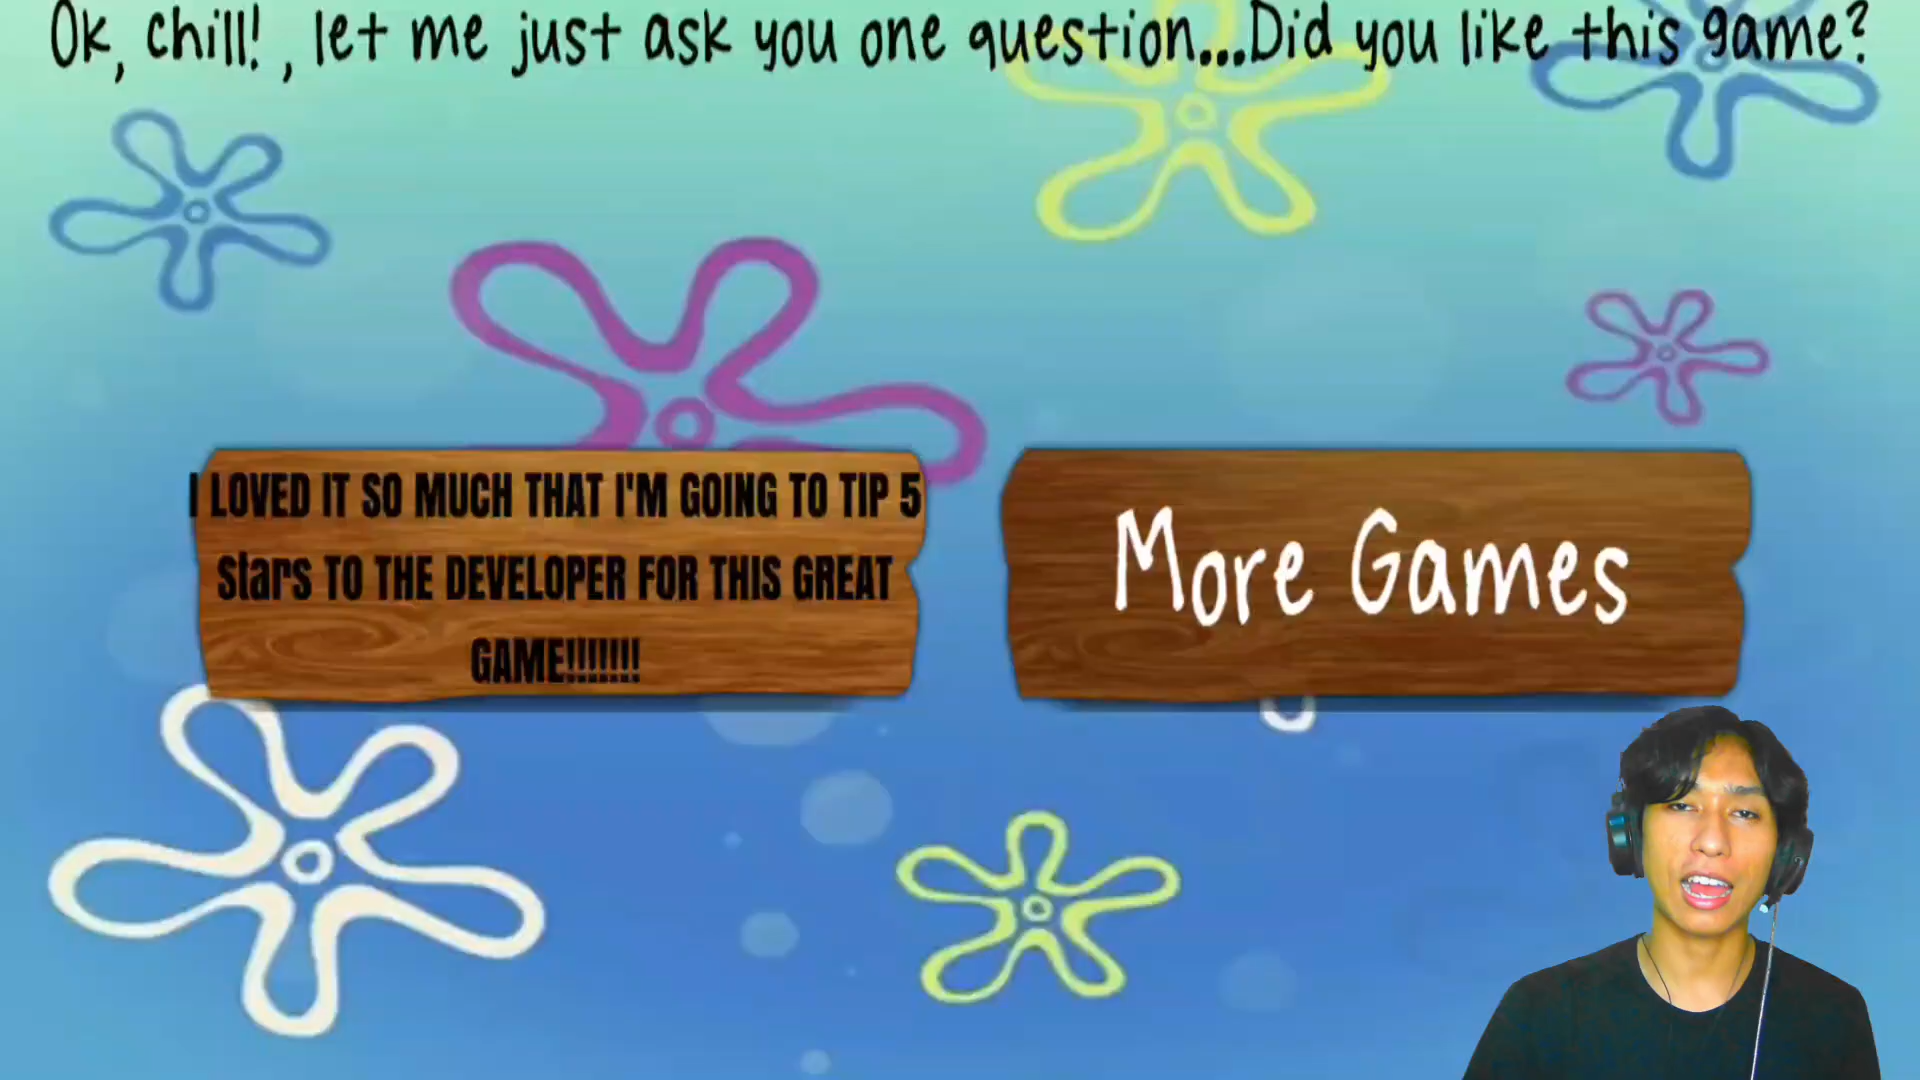 Ok, chill! , let me just ask you one question...Did you like this game?
I LOVED IT SO MUCH THAT I'M GOING TO TIP 5
Stars TO THE DEVELOPER FOR THIS GREAT
GAME!!!!!!!
More Games